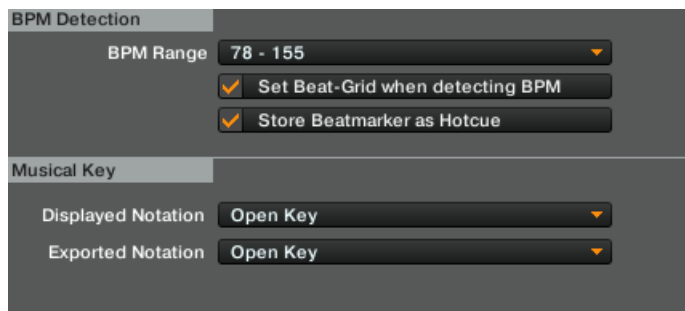 BPM Detection
BPM Range 78 - 155
Set Beat-Grid when detecting BPM
Store Beatmarker as Hotcue
Musical Key
Displayed Notation Open Key
Exported Notation Open Key